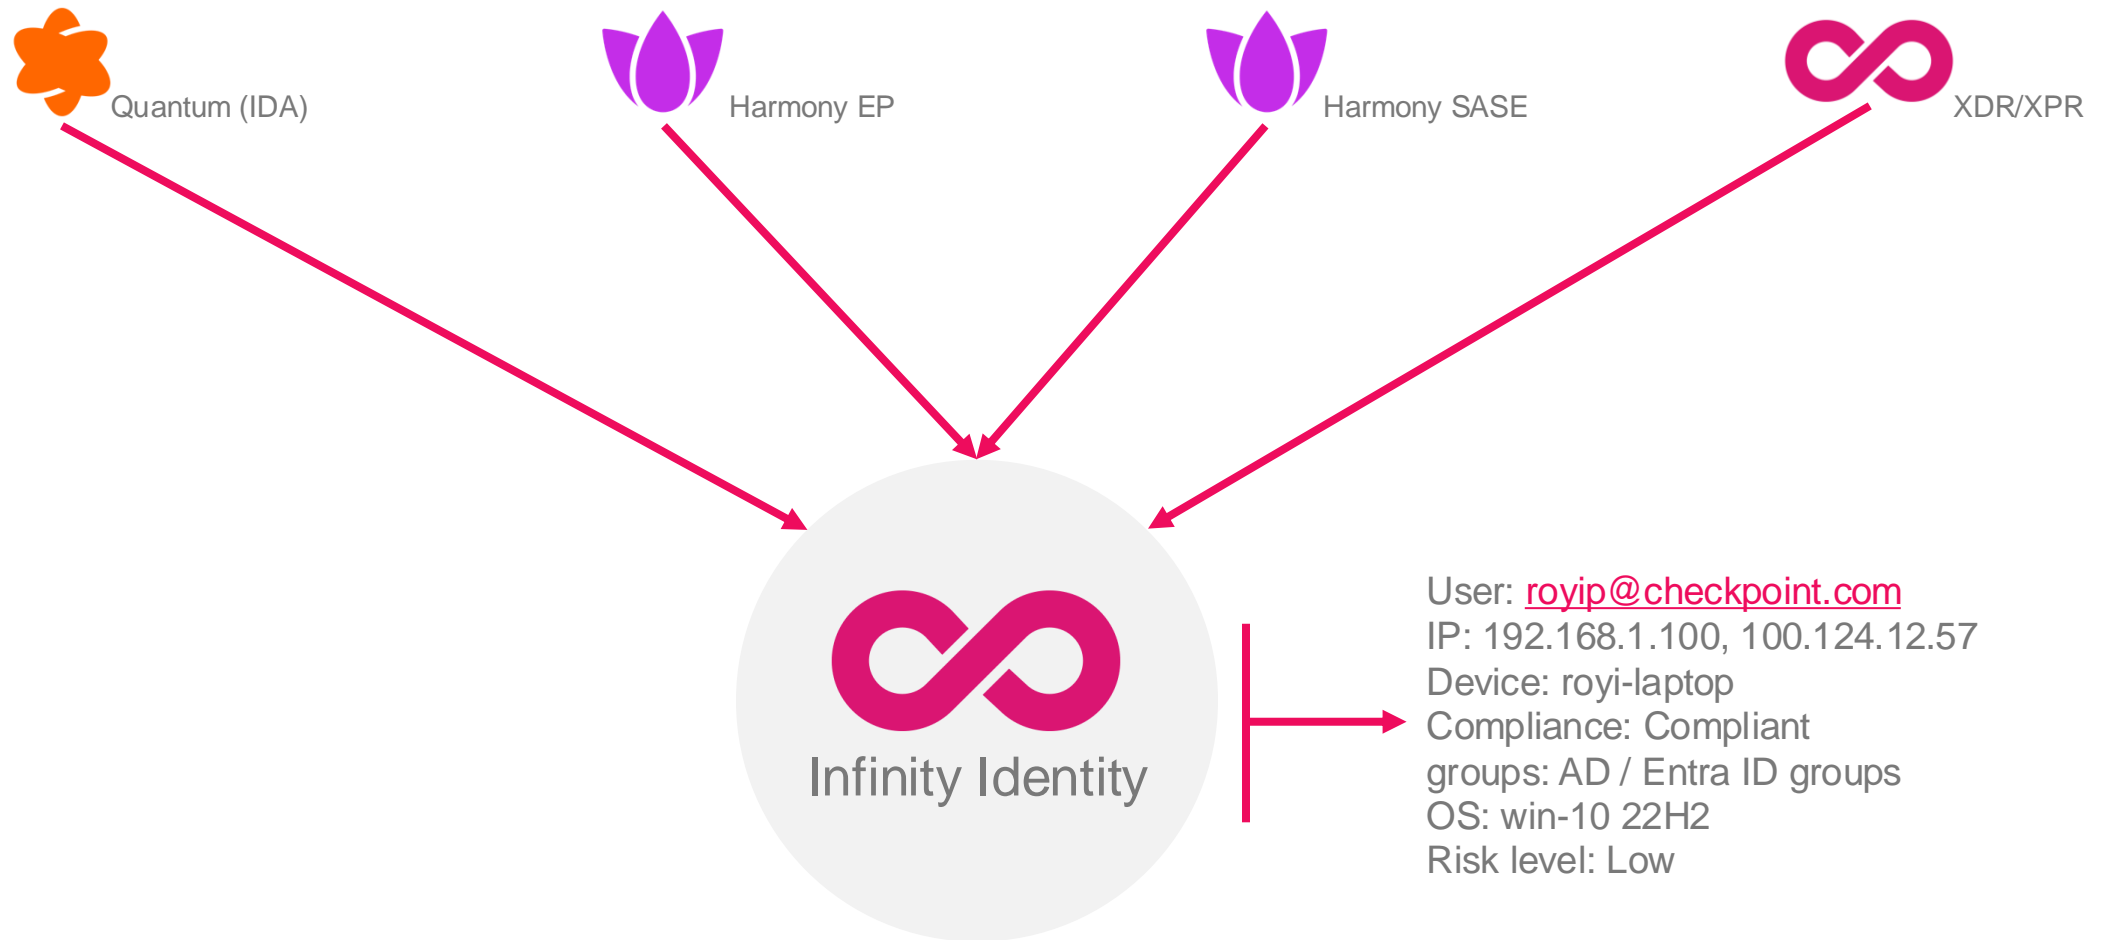 Quantum (IDA)
Harmony EP
Harmony SASE
XDR/XPR
Infinity Identity
User: royip@checkpoint.com
IP: 192.168.1.100, 100.124.12.57
Device: royi-laptop
Compliance: Compliant
groups: AD / Entra ID groups
OS: win-10 22H2
Risk level: Low